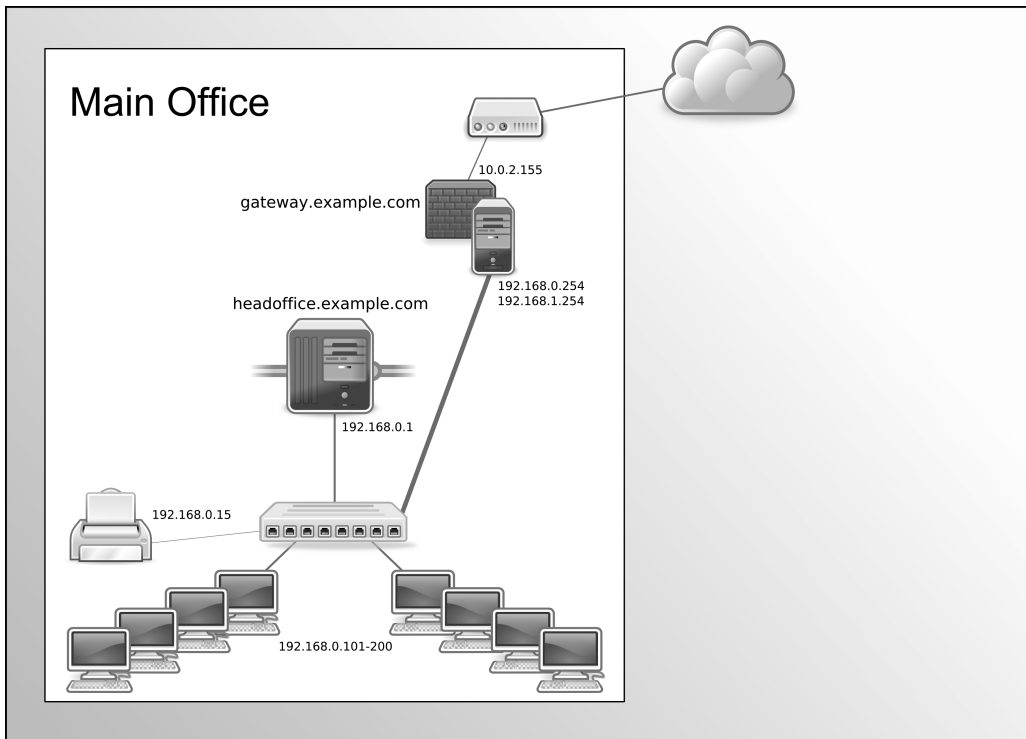 Main Office
10.0.2.155
gateway.example.com
192.168.0.254
192.168.1.254
headoffice.example.com
192.168.0.1
192.168.0.15
192.168.0.101-200